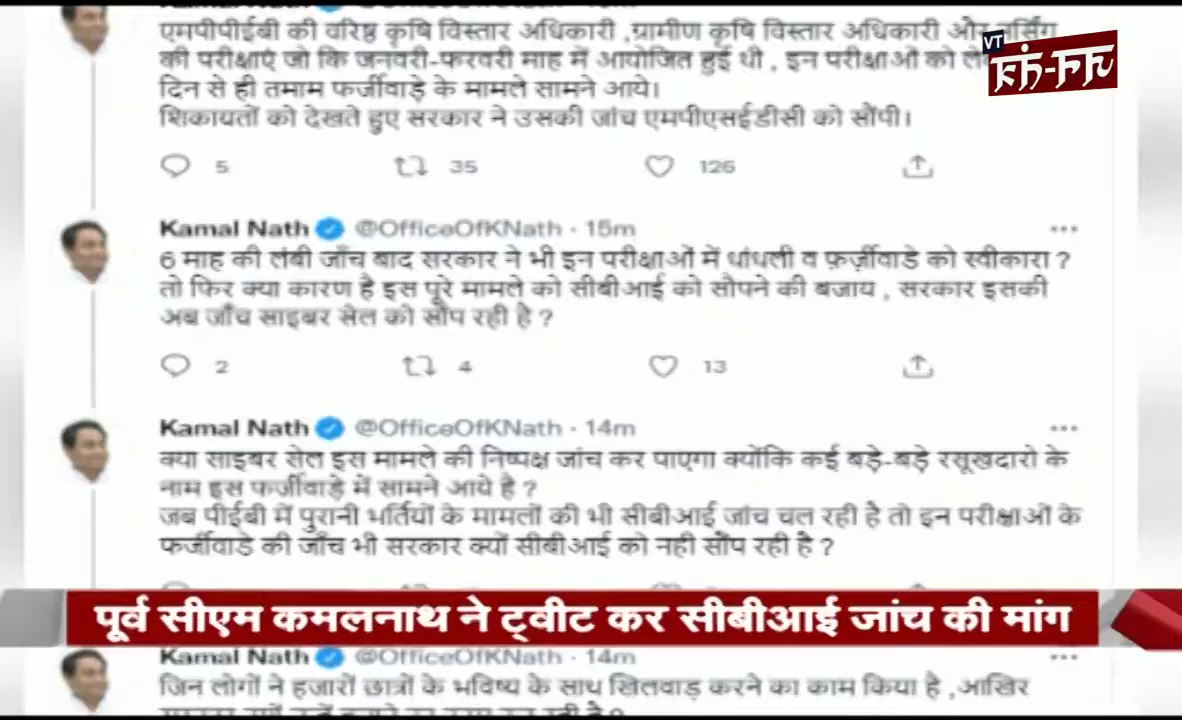 एमपीपीईबी की वरिष्ठ कृषि विस्तार अधिकारी ,ग्रामीण कृषि विस्तार अधिकारी और नर्सिंग
VT
की परीक्षाएं जो कि जनवरी-फरवरी माह में आयोजित हुई थी , इन परीक्षाओं को
दिन से ही तमाम फर्जीवाड़े के मामले सामने आये।
शिकायतों को देखते हुए सरकार ने उसकी जांच एमपीएसईडीसी को सौंपी।
5 35 126
Kamal Nath @OfficeOfKNath · 15m
6 माह की लंबी जाँच बाद सरकार ने भी इन परीक्षाओं में धांधली व फ़र्ज़ीवाडे को स्वीकारा ?
तो फिर क्या कारण है इस पूरे मामले को सीबीआई को सौपने की बजाय , सरकार इसकी
अब जाँच साइबर सेल को सौंप रही है ?
2 4 13
Kamal Nath @OfficeOfKNath · 14m
क्या साइबर सेल इस मामले की निष्पक्ष जांच कर पाएगा क्योंकि कई बड़े-बड़े रसूखदारो के
नाम इस फर्जीवाड़े में सामने आये है ?
जब पीईबी में पुरानी भर्तियों के मामलों की भी सीबीआई जांच चल रही है तो इन परीक्षाओं के
फर्जीवाडे की जाँच भी सरकार क्यों सीबीआई को नही सौंप रही है ?
पूर्व सीएम कमलनाथ ने ट्वीट कर सीबीआई जांच की मांग
Kamal Nath @OfficeOfKNath · 14m
जिन लोगों ने हजारों छात्रों के भविष्य के साथ खिलवाड़ करने का काम किया है ,आखिर